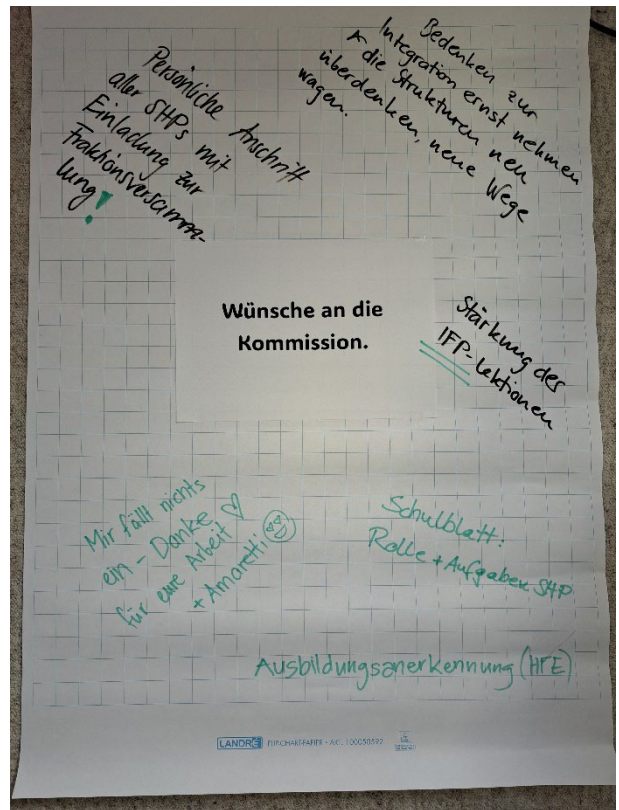 Persönliche Anschrift
aller SHPs mit
Einladung zur
Fraktionsversamm-
lung!
Bedenken zur
Integration ernst nehmen
die Strukturen neu
überdenken, neue Wege
wagen.
Wünsche an die
Kommission.
Stärkung des
IFP-Lektionen
Mir fällt nichts
ein – Danke
für eure Arbeit
+ Amaretti
Schulblatt:
Rolle + Aufgaben SHP
Ausbildungsanerkennung (HFE)
LANDRÉ